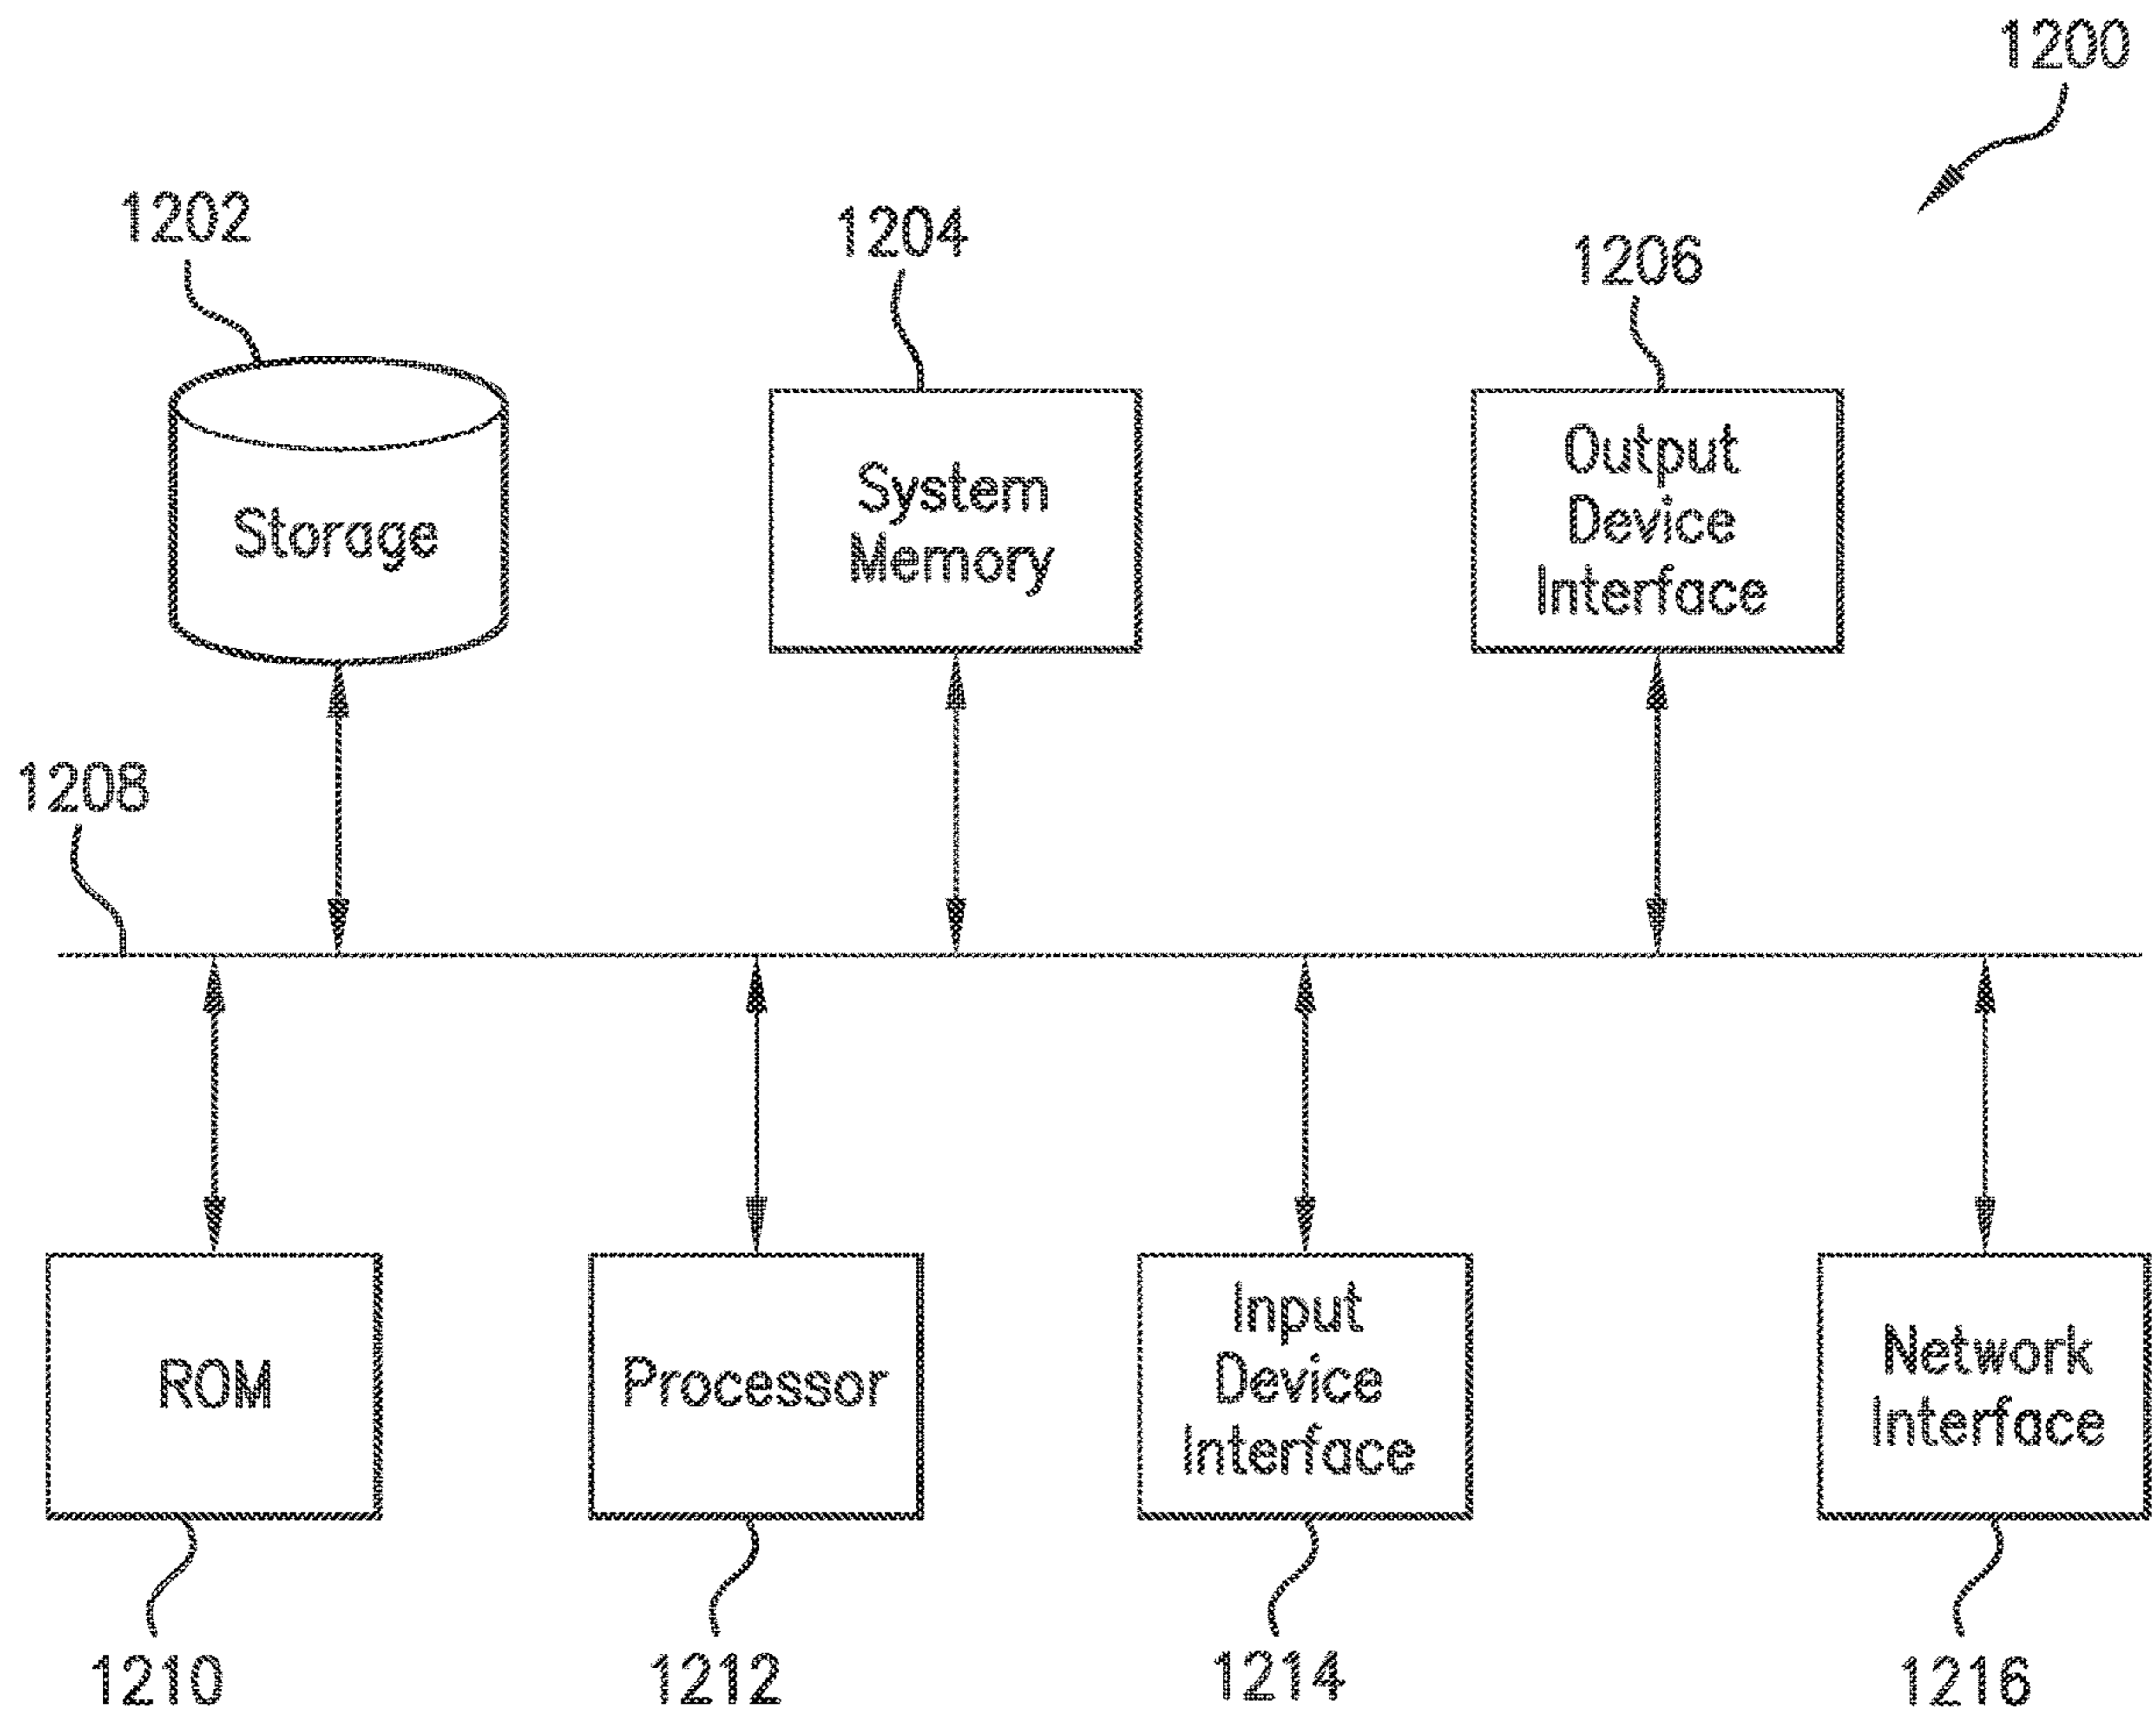 1200
1202
1204
1206
Storage
System
Memory
Output
Device
Interface
1208
ROM
Processor
Input
Device
Interface
Network
Interface
1210
1212
1214
1216